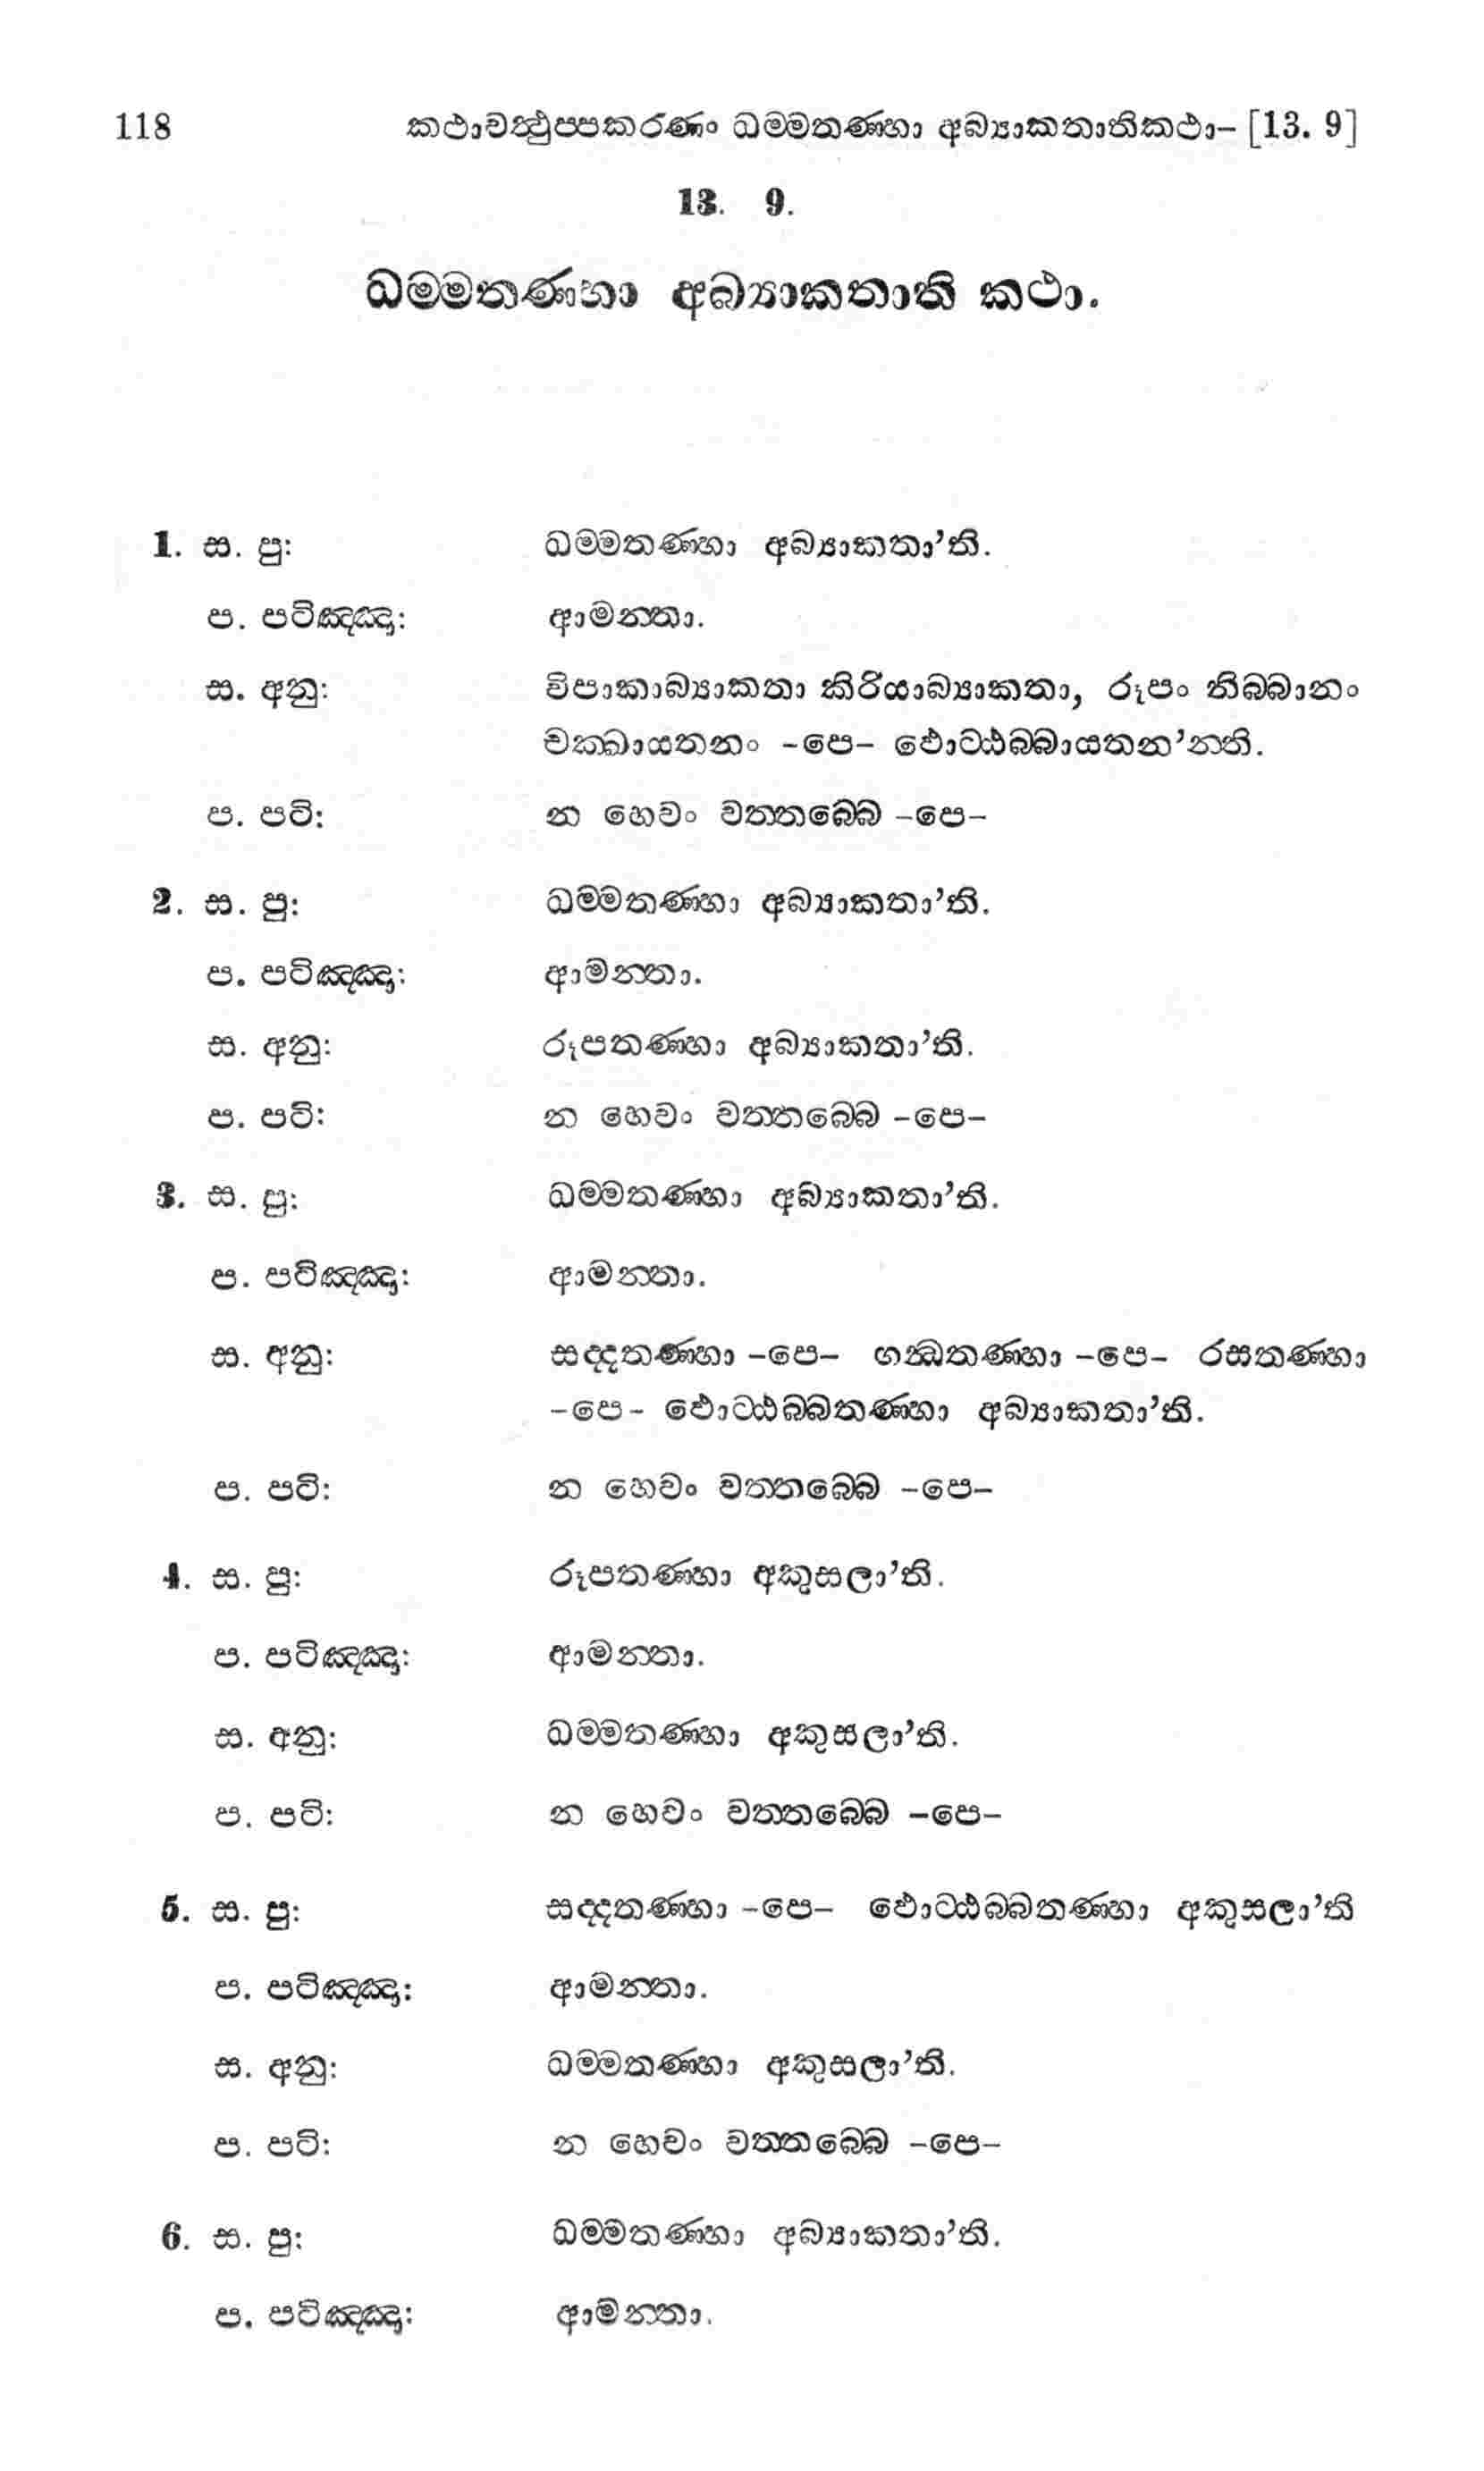 118 කථාවත්‍ථුප්පකරණං ධම්මතණ්හා අබ්‍යාකතාතිකථා– [13. 9]
13. 9.
ධම්මතණ්හා අබ්‍යාකතාති කථා.
1. ස. පු: ධම්මතණ්හා අබ්‍යාකතා’ති.
ප. පටිඤ්ඤා: ආමන්තා.
ස. අනු: විපාකාබ්‍යාකතා කිරියාබ්‍යාකතා, රූපං නිබ්බානං
චක්ඛායතනං -පෙ- ඵොට්ඨබ්බායතන’න්ති.
ප. පටි: න හෙවං වත්තබ්බෙ -පෙ-
2. ස. පු: ධම්මතණ්හා අබ්‍යාකතා’ති.
ප. පටිඤ්ඤා: ආමන්තා.
ස. අනු: රූපතණ්හා අබ්‍යාකතා’ති.
ප. පටි: න හෙවං වත්තබ්බෙ -පෙ-
3. ස. පු: ධම්මතණ්හා අබ්‍යාකතා’ති.
ප. පටිඤ්ඤා: ආමන්තා.
ස. අනු: සද්දතණ්හා -පෙ- ගන්ධතණ්හා -පෙ- රසතණ්හා
-පෙ- ඵොට්ඨබ්බතණ්හා අබ්‍යාකතා’ති.
ප. පටි: න හෙවං වත්තබ්බෙ -පෙ-
4. ස. පු: රූපතණ්හා අකුසලා’ති.
ප. පටිඤ්ඤා: ආමන්තා.
ස. අනු: ධම්මතණ්හා අකුසලා’ති.
ප. පටි: න හෙවං වත්තබ්බෙ -පෙ-
5. ස. පු: සද්දතණ්හා -පෙ- ඵොට්ඨබ්බතණ්හා අකුසලා’ති
ප. පටිඤ්ඤා: ආමන්තා.
ස. අනු: ධම්මතණ්හා අකුසලා’ති.
ප. පටි: න හෙවං වත්තබ්බෙ -පෙ-
6. ස. පු: ධම්මතණ්හා අබ්‍යාකතා’ති.
ප. පටිඤ්ඤා: ආමන්තා.